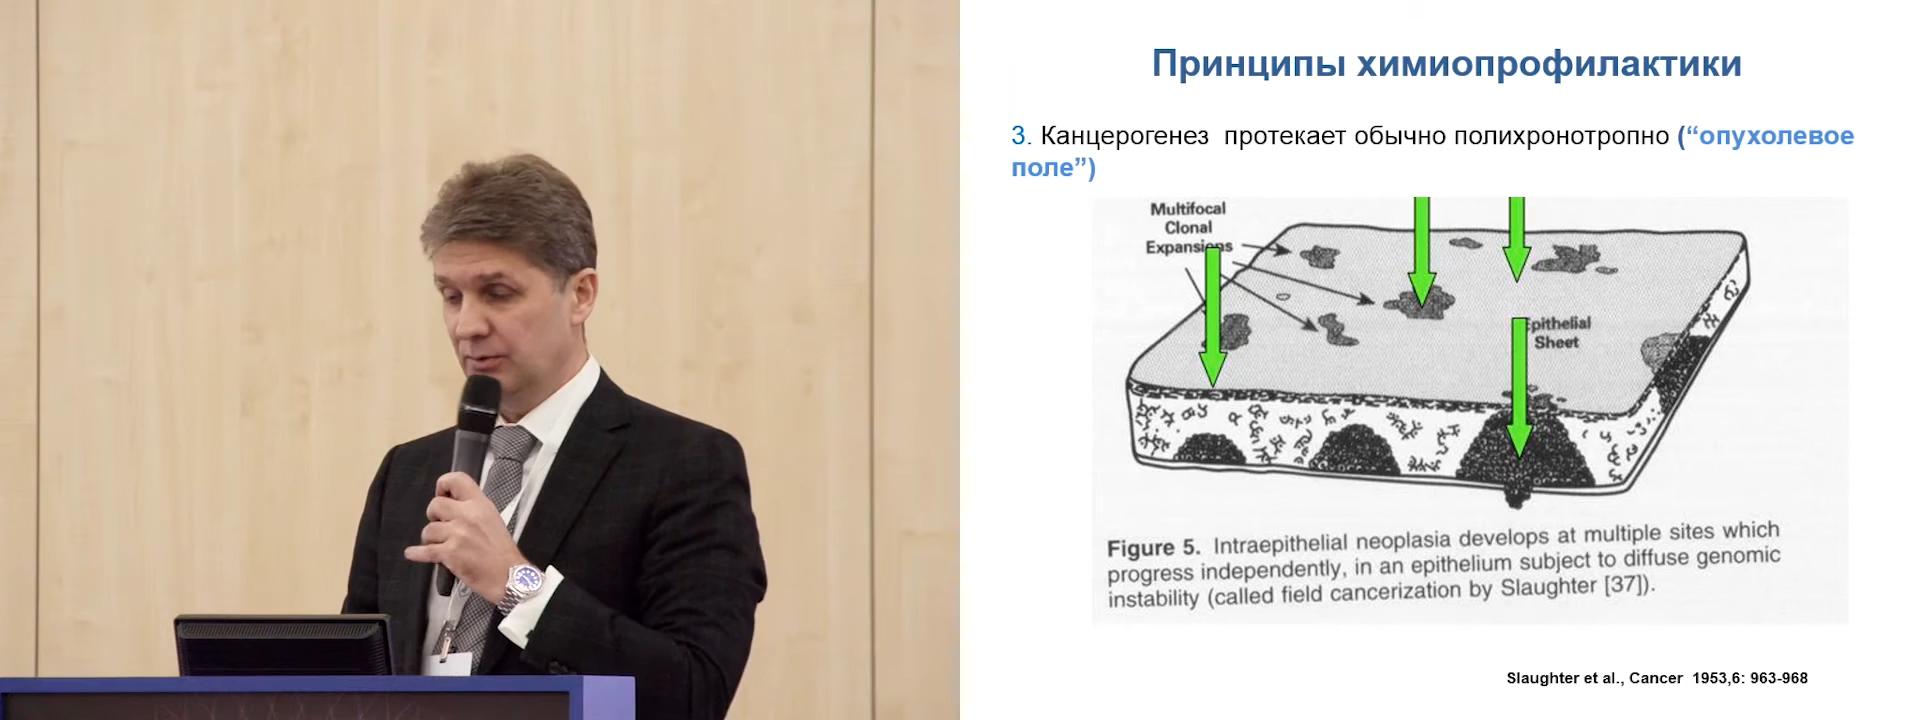 Принципы химиопрофилактики
3. Канцерогенез протекает обычно полихронотропно (“опухолевое
поле”)
Multifocal
Clonal
Expansions
Epithelial
Sheet
Figure 5. Intraepithelial neoplasia develops at multiple sites which
progress independently, in an epithelium subject to diffuse genomic
instability (called field cancerization by Slaughter [37]).
Slaughter et al., Cancer 1953,6: 963-968